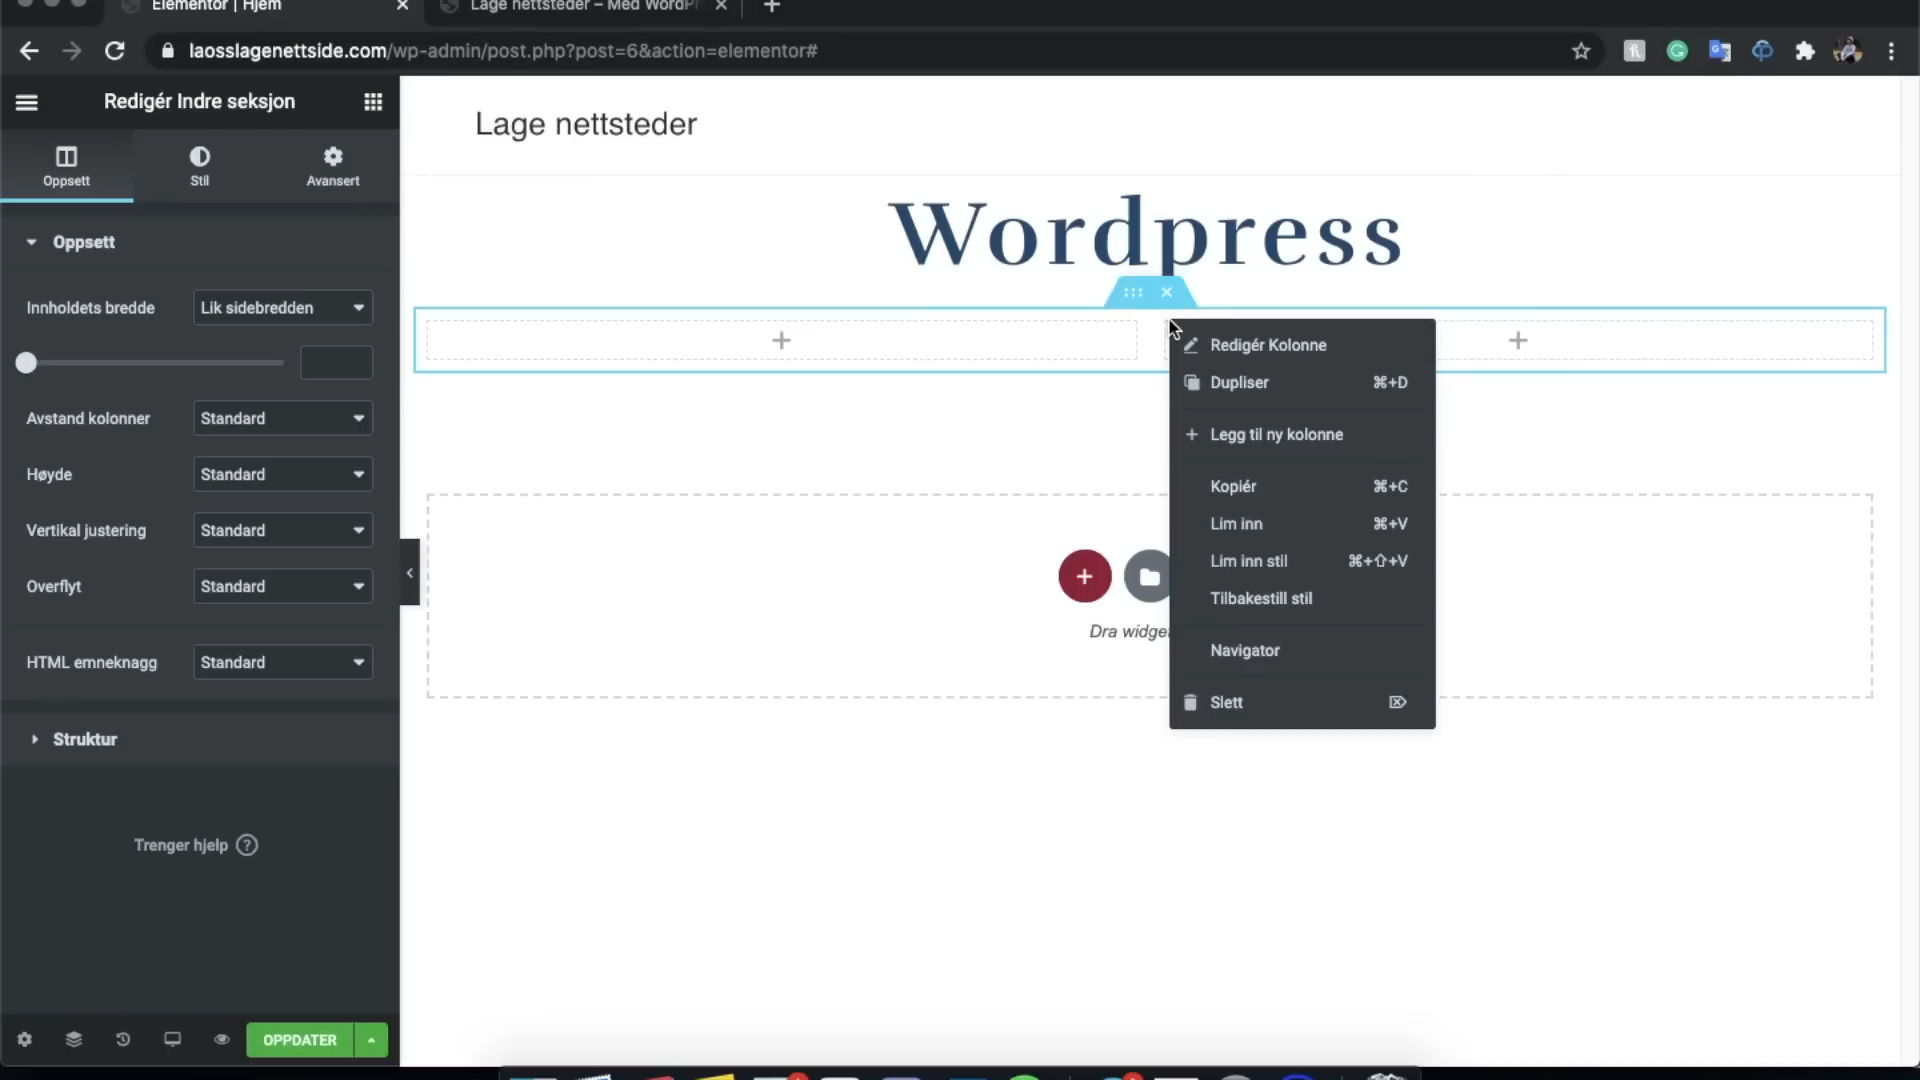 Elementor | Hjem
Lage nettsteder – Med WordPr
laosslagenettside.com/wp-admin/post.php?post=6&action=elementor#
Redigér Indre seksjon
Oppsett
Stil
Avansert
Oppsett
Innholdets bredde
Lik sidebredden
Avstand kolonner
Standard
Høyde
Standard
Vertikal justering
Standard
Overflyt
Standard
HTML emneknagg
Standard
Struktur
Trenger hjelp ?
OPPDATER
Lage nettsteder
Wordpress
Redigér Kolonne
Dupliser ⌘+D
Legg til ny kolonne
Kopiér ⌘+C
Lim inn ⌘+V
Lim inn stil ⌘+⇧+V
Tilbakestill stil
Navigator
Slett ⌦
Dra widget